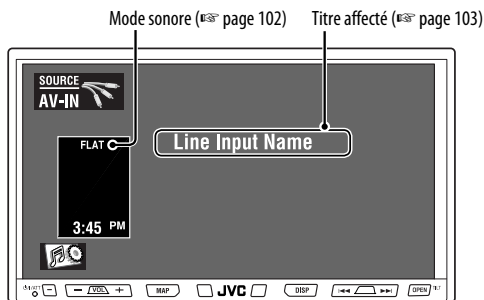 Mode sonore (☞ page 102) Titre affecté (☞ page 103)
SOURCE
AV-IN
FLAT
Line Input Name
3:45 PM
VOL MAP JVC DISP OPEN